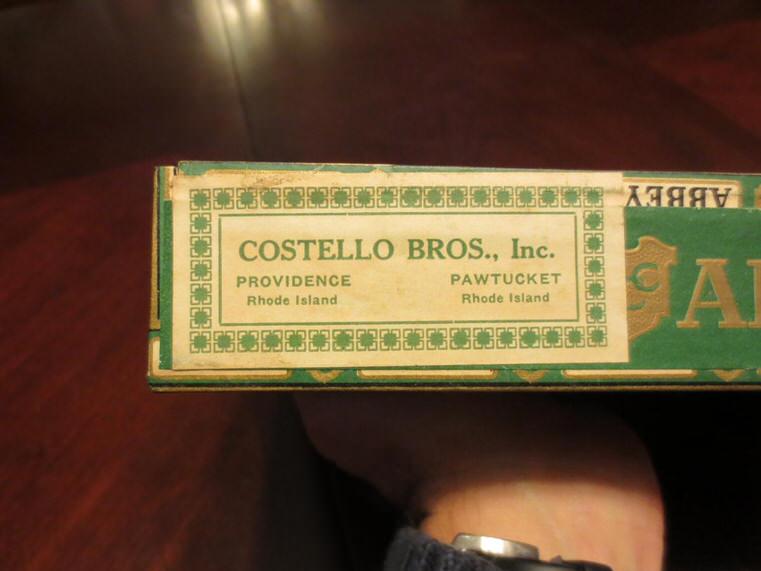 ABBEY
COSTELLO BROS., Inc.
PROVIDENCE PAWTUCKET
Rhode Island Rhode Island